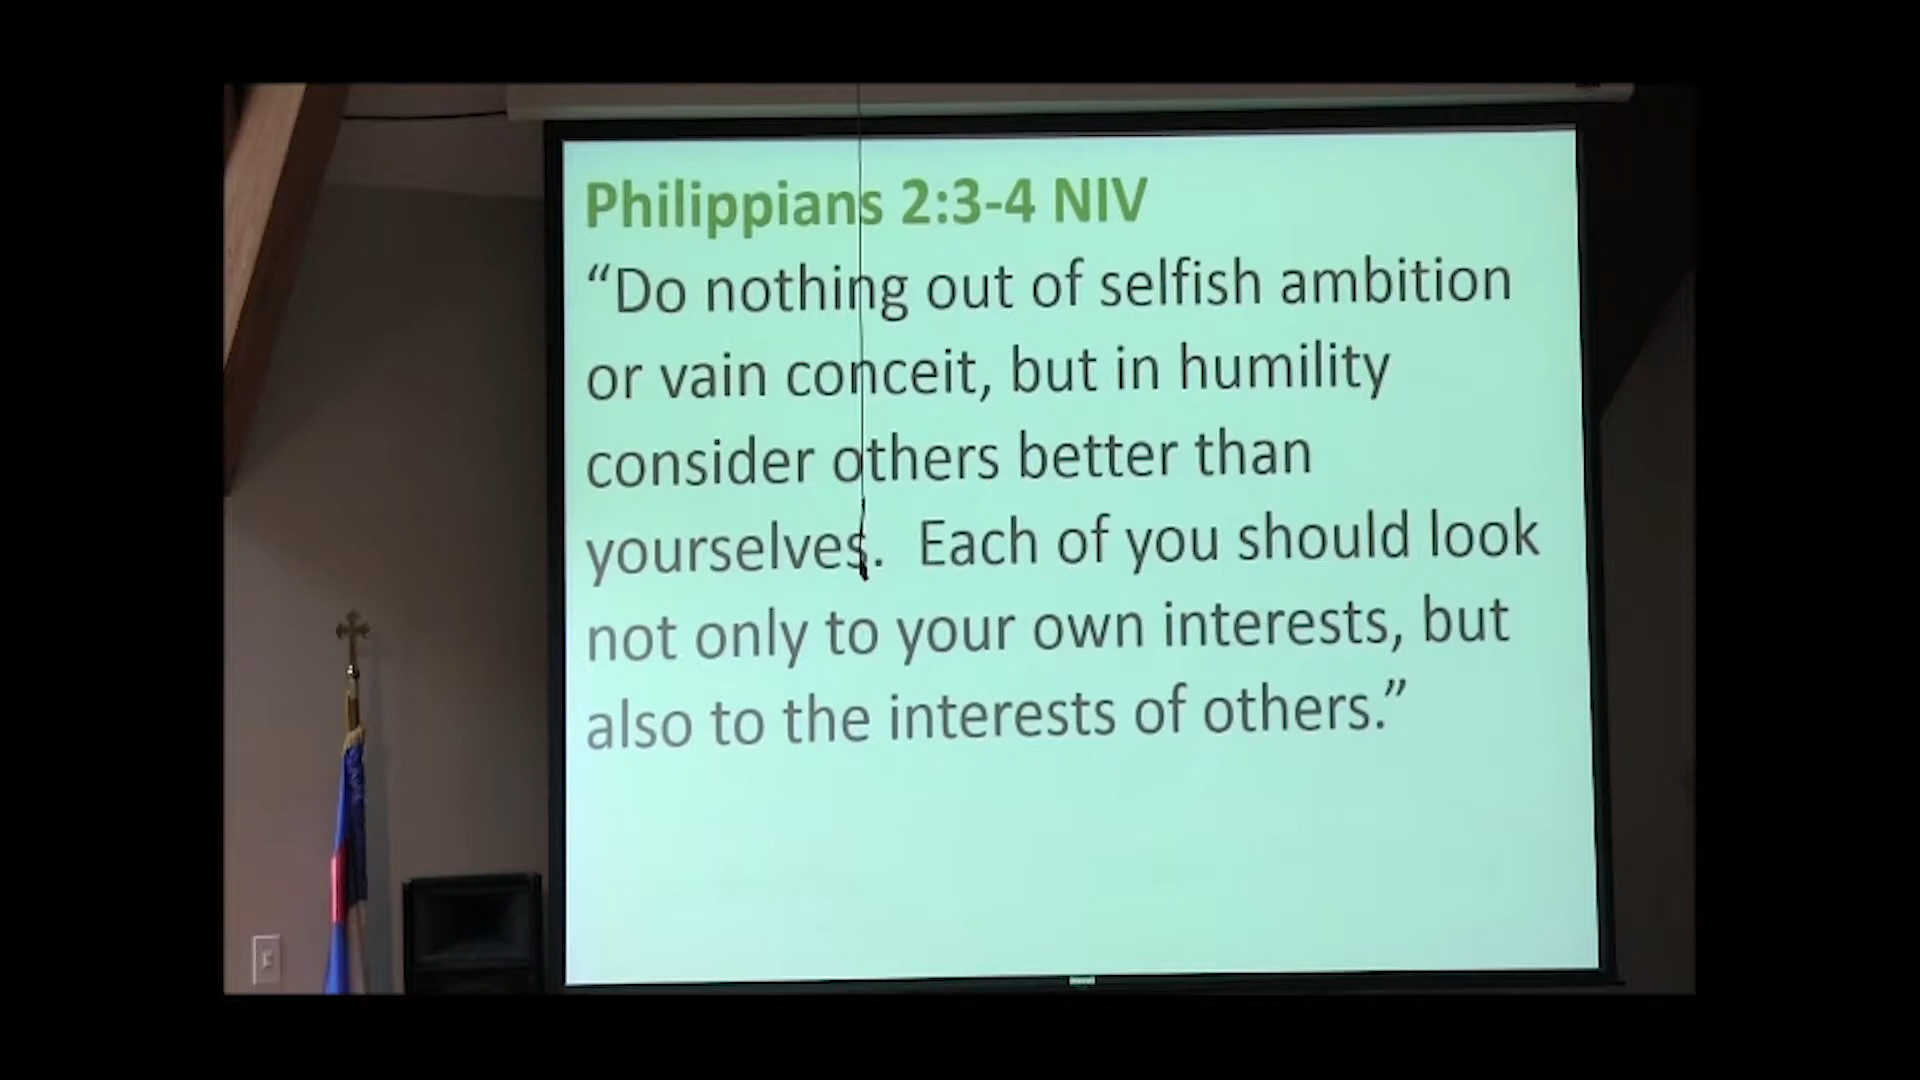 Philippians 2:3-4 NIV
“Do nothing out of selfish ambition
or vain conceit, but in humility
consider others better than
yourselves.  Each of you should look
not only to your own interests, but
also to the interests of others.”